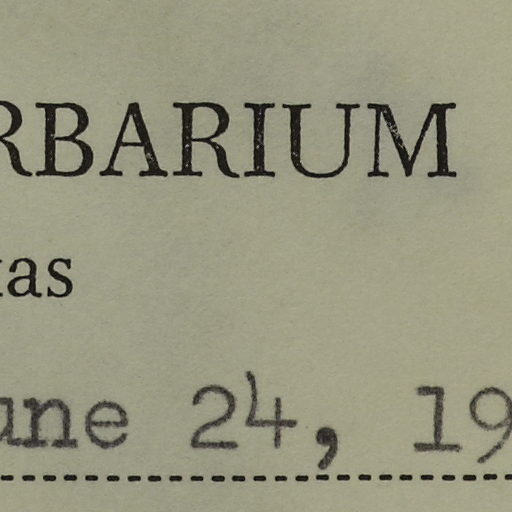 RBARIUM
as
une 24, 19